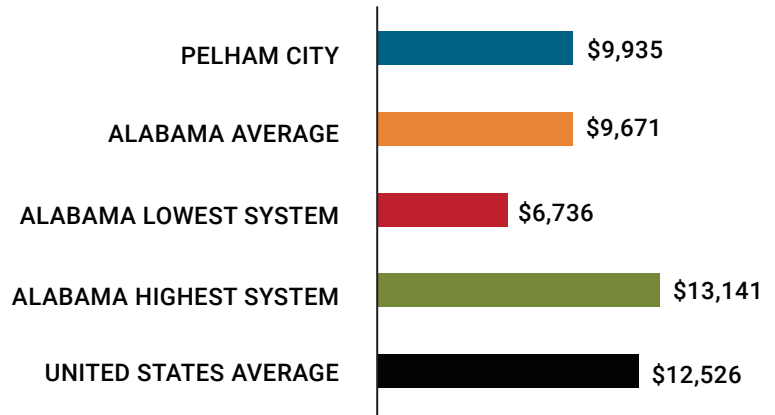 PELHAM CITY $9,935
ALABAMA AVERAGE $9,671
ALABAMA LOWEST SYSTEM $6,736
ALABAMA HIGHEST SYSTEM $13,141
UNITED STATES AVERAGE $12,526